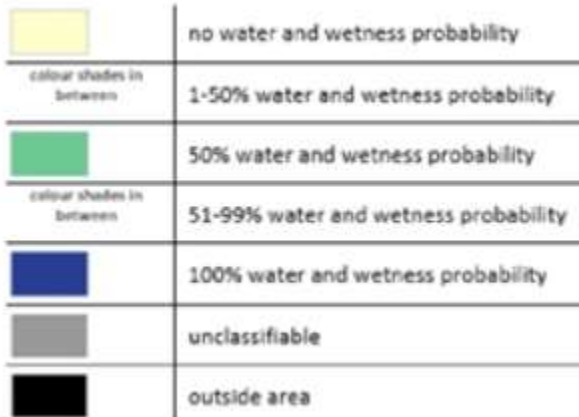 no water and wetness probability
colour shades in
between
1-50% water and wetness probability
50% water and wetness probability
colour shades in
between
51-99% water and wetness probability
100% water and wetness probability
unclassifiable
outside area